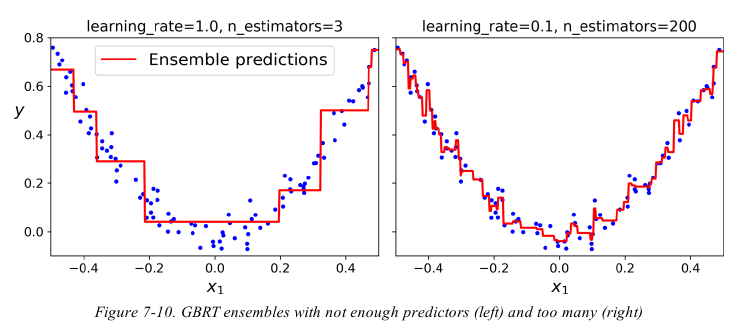 learning_rate=1.0, n_estimators=3
learning_rate=0.1, n_estimators=200
Ensemble predictions
y
0.8
0.6
0.4
0.2
0.0
−0.4 −0.2 0.0 0.2 0.4
x1
−0.4 −0.2 0.0 0.2 0.4
x1
Figure 7-10. GBRT ensembles with not enough predictors (left) and too many (right)